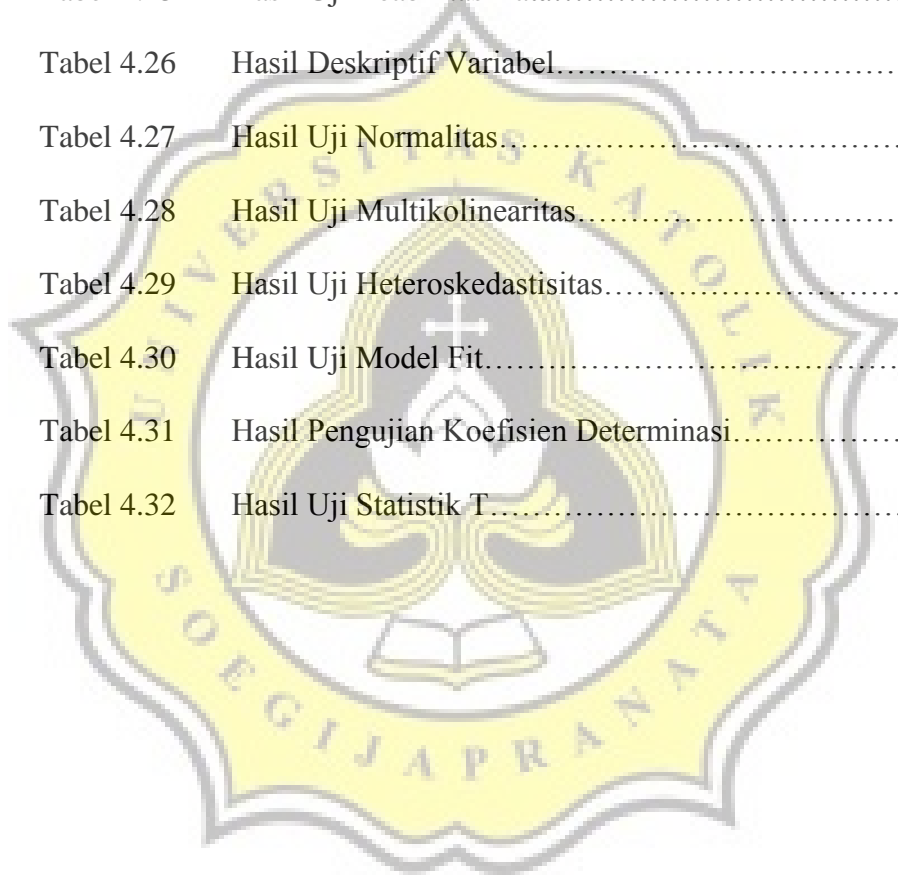 Tabel 4.26 Hasil Deskriptif Variabel……………………………
Tabel 4.27 Hasil Uji Normalitas…………………………………
Tabel 4.28 Hasil Uji Multikolinearitas…………………………
Tabel 4.29 Hasil Uji Heteroskedastisitas………………………
Tabel 4.30 Hasil Uji Model Fit……………………………………
Tabel 4.31 Hasil Pengujian Koefisien Determinasi……………
Tabel 4.32 Hasil Uji Statistik T…………………………………
UNIVERSITAS KATOLIK
SOEGIJAPRANATA